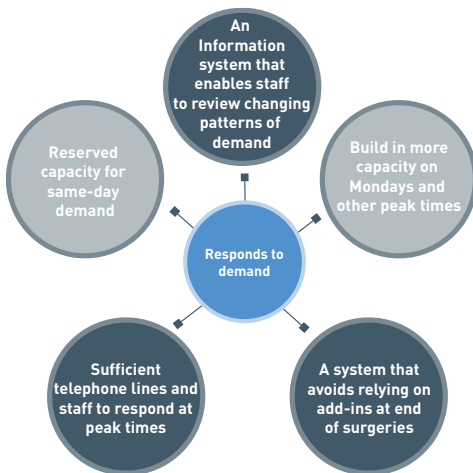 An
Information
system that
enables staff
to review changing
patterns of
demand
Reserved
capacity for
same-day
demand
Build in more
capacity on
Mondays and
other peak times
Responds to
demand
Sufficient
telephone lines and
staff to respond at
peak times
A system that
avoids relying on
add-ins at end
of surgeries